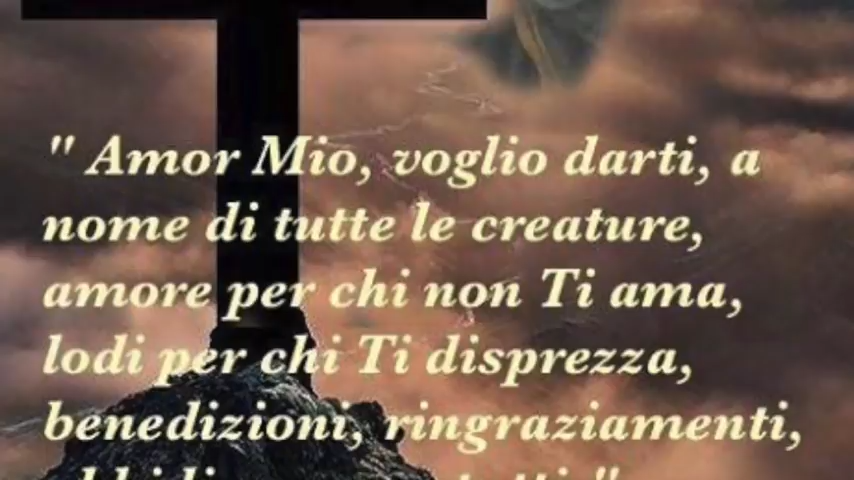 " Amor Mio, voglio darti, a
nome di tutte le creature,
amore per chi non Ti ama,
lodi per chi Ti disprezza,
benedizioni, ringraziamenti,